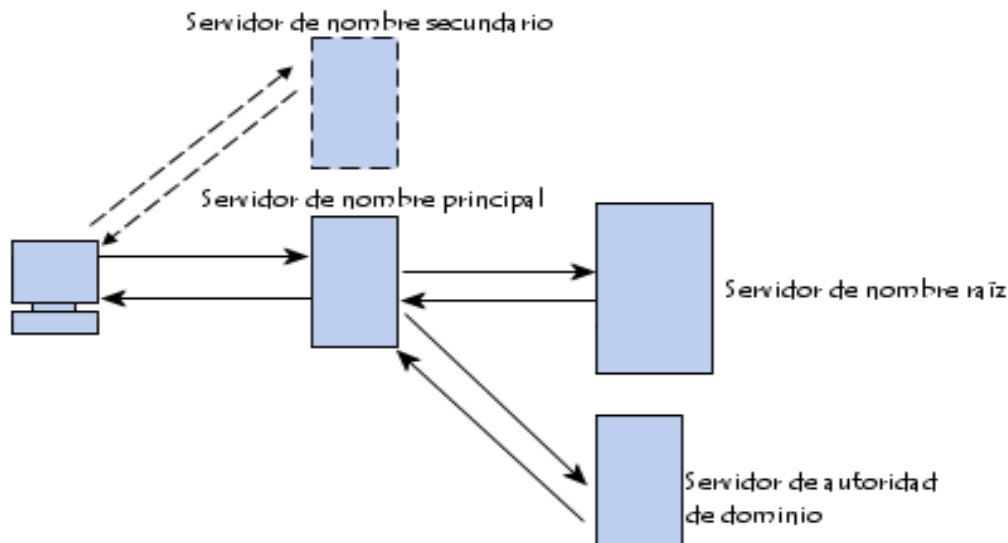 Servidor de nombre secundario
Servidor de nombre principal
Servidor de nombre raíz
Servidor de autoridad
de dominio